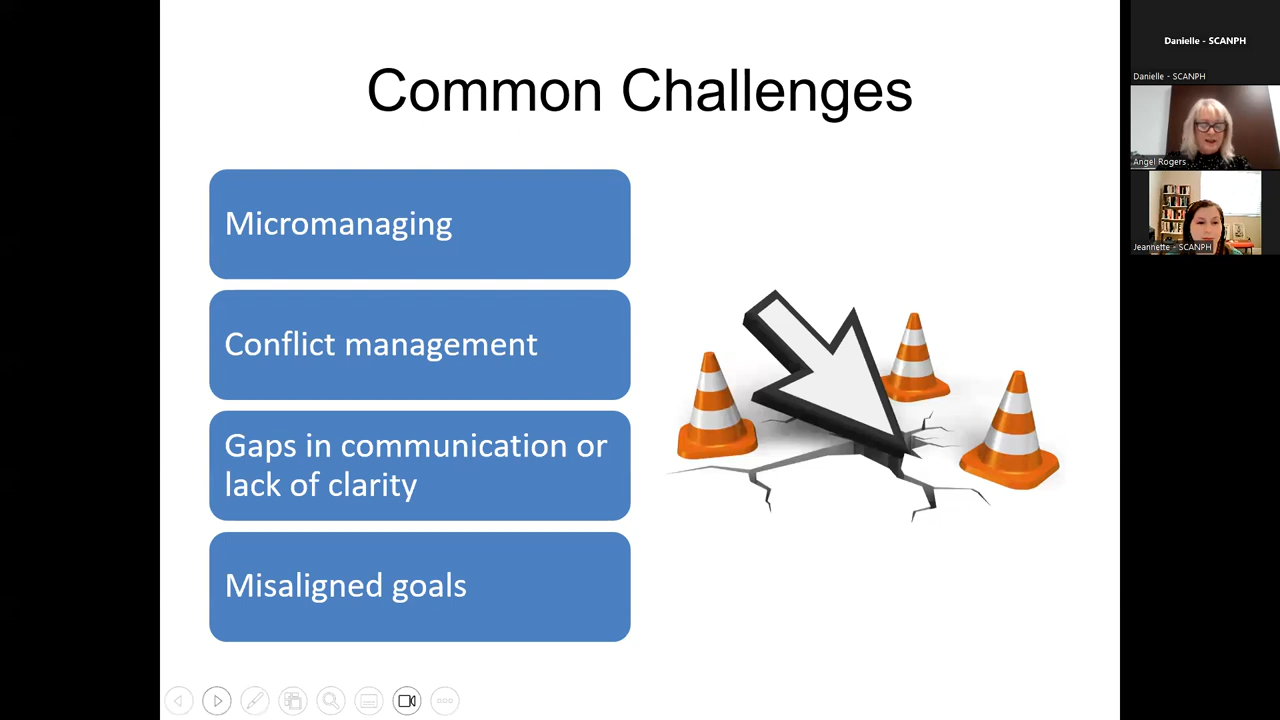 Common Challenges
Micromanaging
Conflict management
Gaps in communication or
lack of clarity
Misaligned goals
Danielle - SCANPH
Danielle - SCANPH
Angel Rogers
Jeannette - SCANPH